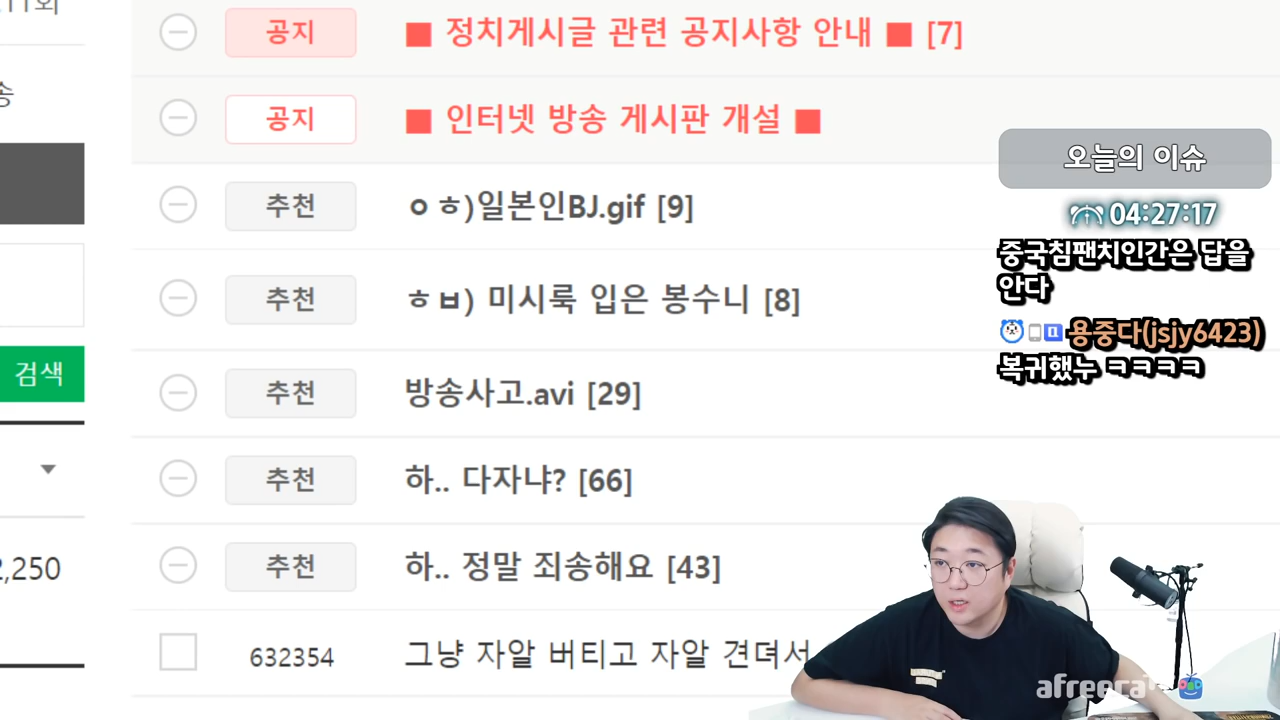 송
공지 ■ 정치게시글 관련 공지사항 안내 ■ [7]
공지 ■ 인터넷 방송 게시판 개설 ■
추천 ㅇㅎ)일본인BJ.gif [9]
추천 ㅎㅂ) 미시룩 입은 봉수니 [8]
추천 방송사고.avi [29]
추천 하.. 다자냐? [66]
추천 하.. 정말 죄송해요 [43]
632354 그냥 자알 버티고 자알 견뎌서
검색
2,250
오늘의 이슈
04:27:17
중국침팬치인간은 답을
안다
용중다(jsjy6423)
복귀했누 ㅋㅋㅋㅋ
afreecaTV